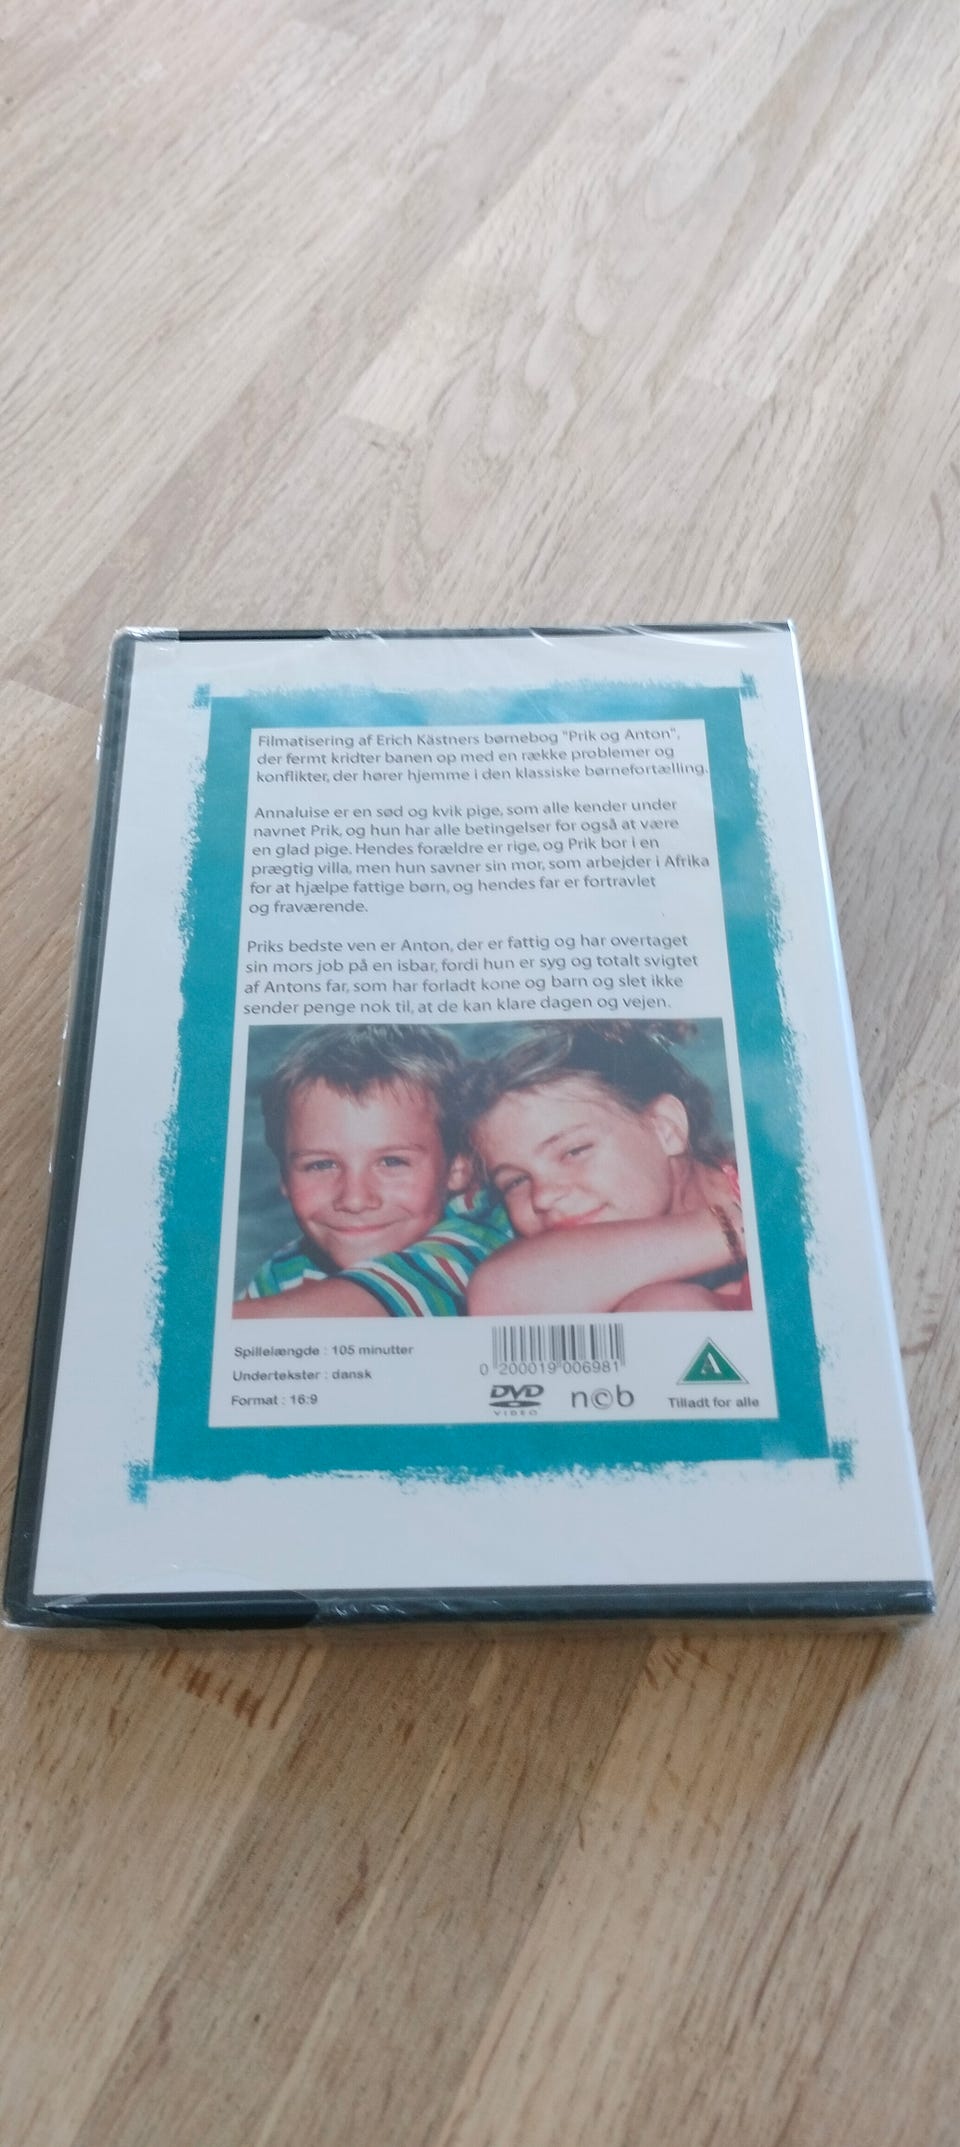 Filmatisering af Erich Kästners børnebog "Prik og Anton",
der fermt kridter banen op med en række problemer og
konflikter, der hører hjemme i den klassiske børnefortælling.
Annaluise er en sød og kvik pige, som alle kender under
navnet Prik, og hun har alle betingelser for også at være
en glad pige. Hendes forældre er rige, og Prik bor i en
prægtig villa, men hun savner sin mor, som arbejder i Afrika
for at hjælpe fattige børn, og hendes far er fortravlet
og fraværende.
Priks bedste ven er Anton, der er fattig og har overtaget
sin mors job på en isbar, fordi hun er syg og totalt svigtet
af Antons far, som har forladt kone og barn og slet ikke
sender penge nok til, at de kan klare dagen og vejen.
Spillelængde : 105 minutter
Undertekster : dansk
Format : 16:9
0 200019 006981
DVD
VIDEO
n©b
A
Tilladt for alle